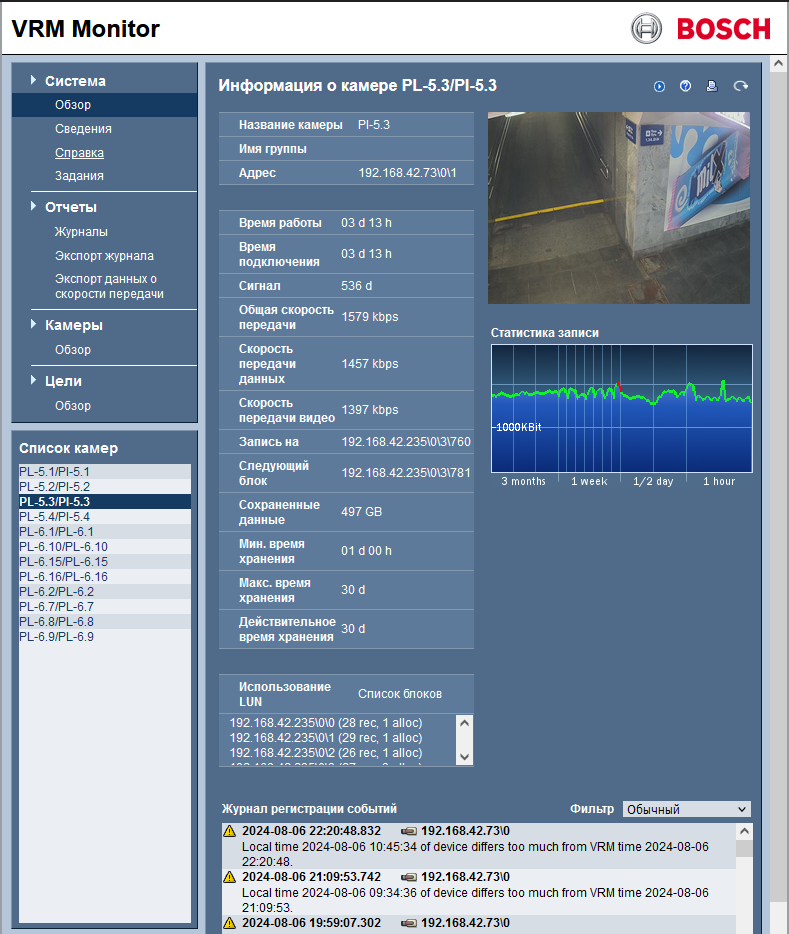 VRM Monitor
BOSCH
Система
Обзор
Сведения
Справка
Задания
Отчеты
Журналы
Экспорт журнала
Экспорт данных о
скорости передачи
Камеры
Обзор
Цели
Обзор
Список камер
PL-5.1/PI-5.1
PL-5.2/PI-5.2
PL-5.3/PI-5.3
PL-5.4/PI-5.4
PL-6.1/PL-6.1
PL-6.10/PL-6.10
PL-6.15/PL-6.15
PL-6.16/PL-6.16
PL-6.2/PL-6.2
PL-6.7/PL-6.7
PL-6.8/PL-6.8
PL-6.9/PL-6.9
Информация о камере PL-5.3/PI-5.3
Название камеры PI-5.3
Имя группы
Адрес 192.168.42.73\0\1
Время работы 03 d 13 h
Время
подключения 03 d 13 h
Сигнал 536 d
Общая скорость
передачи 1579 kbps
Скорость
передачи
данных 1457 kbps
Скорость
передачи видео 1397 kbps
Запись на 192.168.42.235\0\3\760
Следующий
блок 192.168.42.235\0\3\781
Сохраненные
данные 497 GB
Мин. время
хранения 01 d 00 h
Макс. время
хранения 30 d
Действительное
время хранения 30 d
Использование
LUN Список блоков
192.168.42.235\0\0 (28 rec, 1 alloc)
192.168.42.235\0\1 (29 rec, 1 alloc)
192.168.42.235\0\2 (26 rec, 1 alloc)
milX
Статистика записи
-1000KBit
3 months 1 week 1/2 day 1 hour
Журнал регистрации событий Фильтр Обычный
2024-08-06 22:20:48.832 192.168.42.73\0
Local time 2024-08-06 10:45:34 of device differs too much from VRM time 2024-08-06
22:20:48.
2024-08-06 21:09:53.742 192.168.42.73\0
Local time 2024-08-06 09:34:36 of device differs too much from VRM time 2024-08-06
21:09:53.
2024-08-06 19:59:07.302 192.168.42.73\0